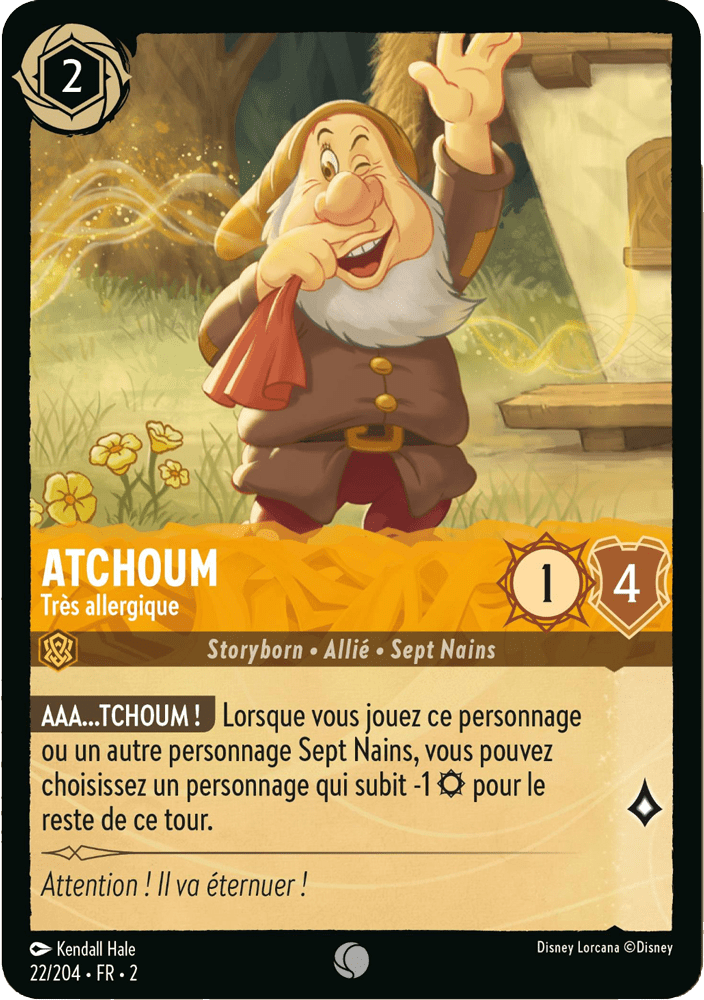 2
ATCHOUM
Très allergique
1
4
Storyborn • Allié • Sept Nains
AAA...TCHOUM ! Lorsque vous jouez ce personnage
ou un autre personnage Sept Nains, vous pouvez
choisissez un personnage qui subit -1 pour le
reste de ce tour.
Attention ! Il va éternuer !
Kendall Hale
Disney Lorcana ©Disney
22/204 • FR • 2